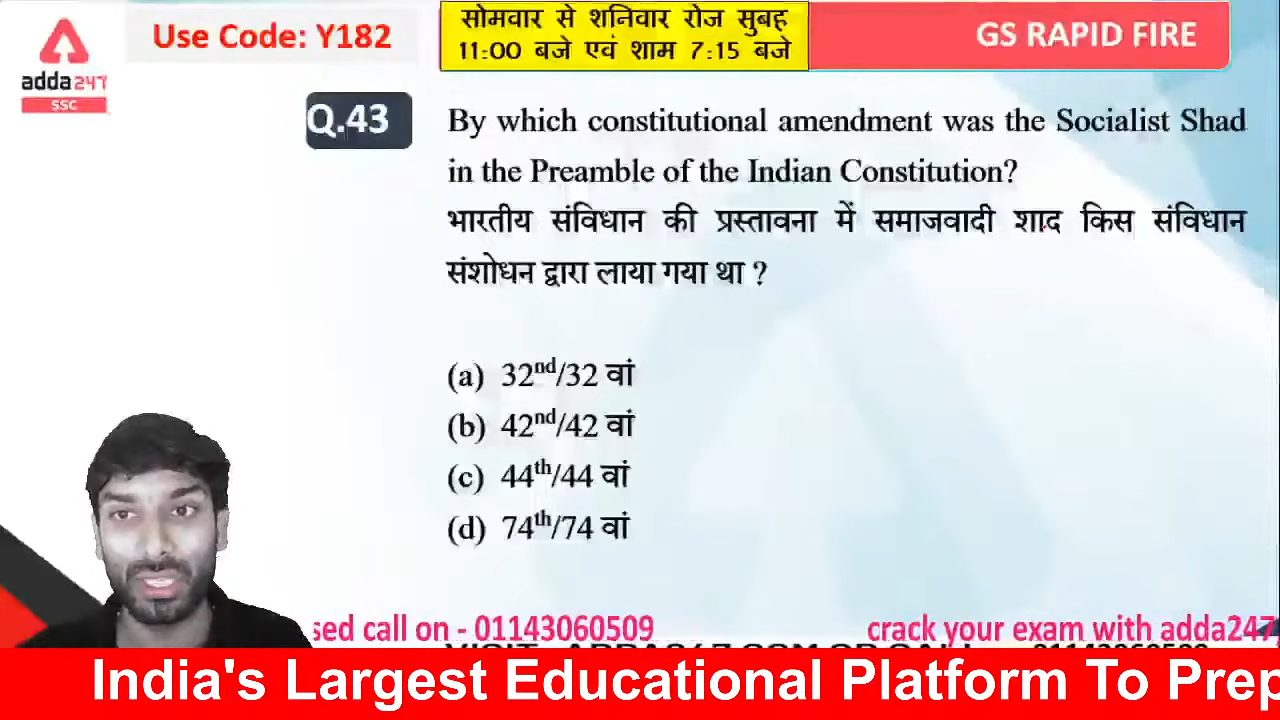 Use Code: Y182
सोमवार से शनिवार रोज सुबह
11:00 बजे एवं शाम 7:15 बजे
GS RAPID FIRE
adda247
SSC
Q.43
By which constitutional amendment was the Socialist Shad
in the Preamble of the Indian Constitution?
भारतीय संविधान की प्रस्तावना में समाजवादी शाद किस संविधान
संशोधन द्वारा लाया गया था ?
(a) 32nd/32 वां
(b) 42nd/42 वां
(c) 44th/44 वां
(d) 74th/74 वां
sed call on - 01143060509
crack your exam with adda247
India's Largest Educational Platform To Prep